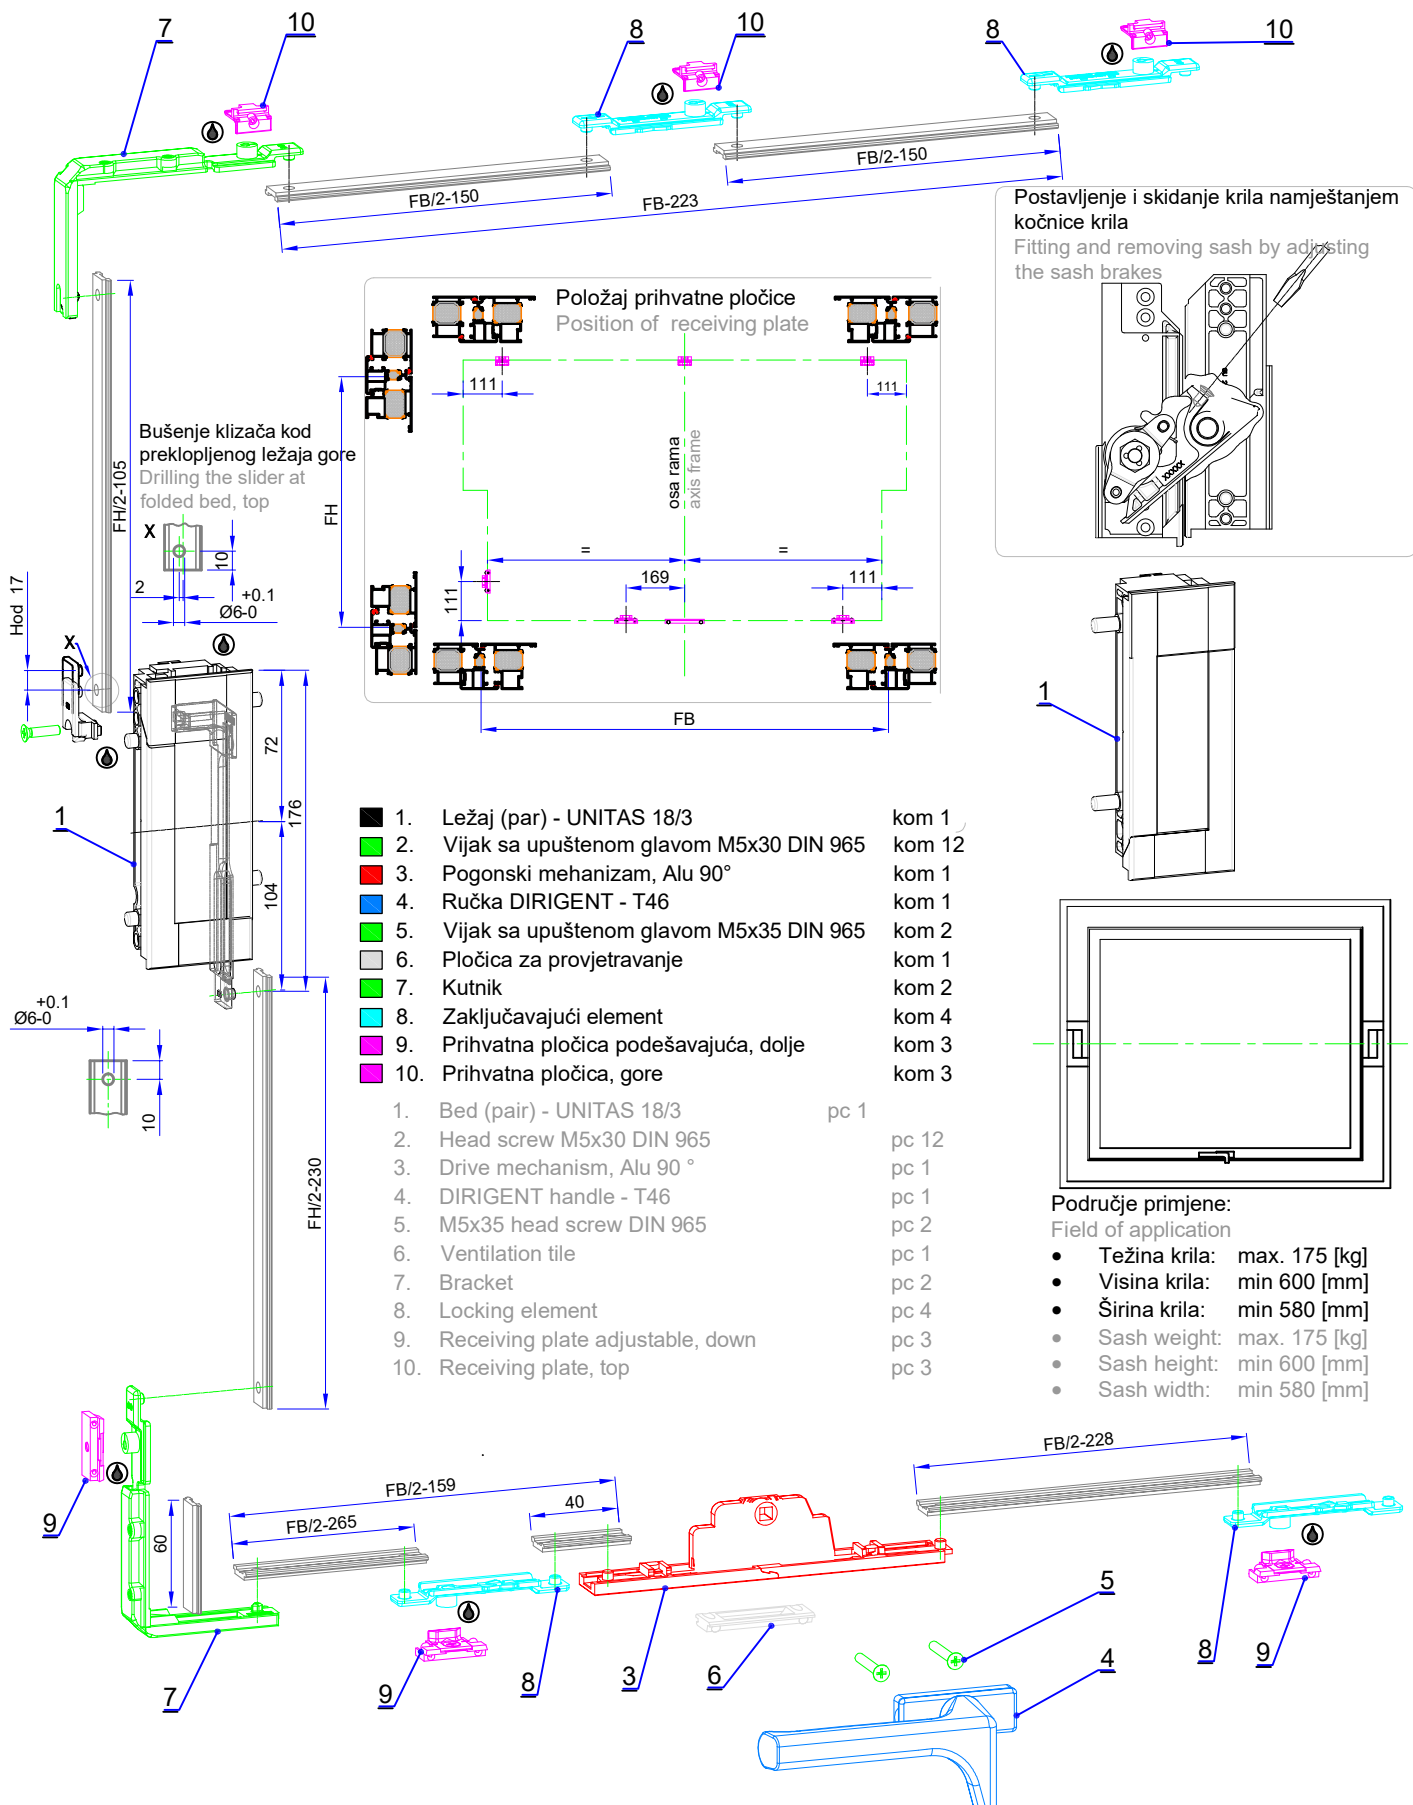 7
10
8
10
8
10
FB/2-150
FB/2-150
FB-223
Postavljenje i skidanje krila namještanjem
kočnice krila
Fitting and removing sash by adjusting
the sash brakes
Položaj prihvatne pločice
Position of receiving plate
111
111
osa rama
axis frame
FH
=
=
169
111
111
FB
Bušenje klizača kod
preklopljenog ležaja gore
Drilling the slider at
folded bed, top
FH/2-105
X
10
2
+0.1
Ø6-0
Hod 17
X
72
176
104
1
1
+0.1
Ø6-0
10
FH/2-230
1. Ležaj (par) - UNITAS 18/3 kom 1
2. Vijak sa upuštenom glavom M5x30 DIN 965 kom 12
3. Pogonski mehanizam, Alu 90° kom 1
4. Ručka DIRIGENT - T46 kom 1
5. Vijak sa upuštenom glavom M5x35 DIN 965 kom 2
6. Pločica za provjetravanje kom 1
7. Kutnik kom 2
8. Zaključavajući element kom 4
9. Prihvatna pločica podešavajuća, dolje kom 3
10. Prihvatna pločica, gore kom 3
1. Bed (pair) - UNITAS 18/3 pc 1
2. Head screw M5x30 DIN 965 pc 12
3. Drive mechanism, Alu 90 ° pc 1
4. DIRIGENT handle - T46 pc 1
5. M5x35 head screw DIN 965 pc 2
6. Ventilation tile pc 1
7. Bracket pc 2
8. Locking element pc 4
9. Receiving plate adjustable, down pc 3
10. Receiving plate, top pc 3
Područje primjene:
Field of application
• Težina krila: max. 175 [kg]
• Visina krila: min 600 [mm]
• Širina krila: min 580 [mm]
• Sash weight: max. 175 [kg]
• Sash height: min 600 [mm]
• Sash width: min 580 [mm]
9
60
FB/2-159
FB/2-265
40
FB/2-228
7
9
8
3
6
5
4
8
9